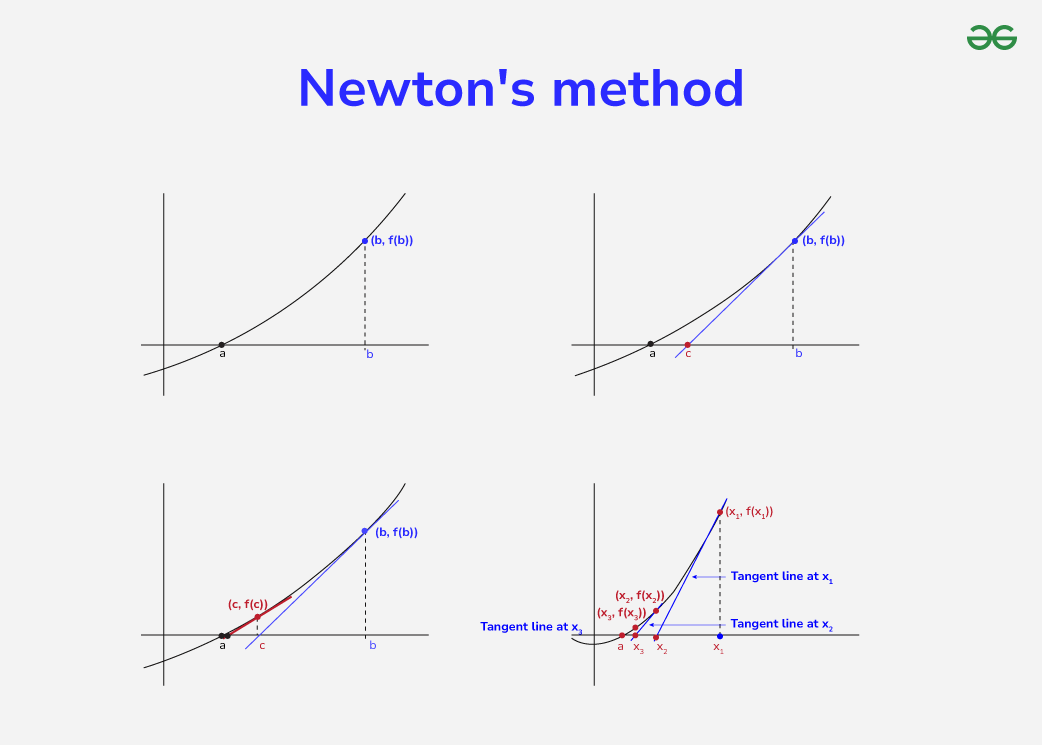 Newton's method
(b, f(b))
a
b
(b, f(b))
a
c
b
(b, f(b))
(c, f(c))
a
c
b
(x₁, f(x₁))
Tangent line at x₁
(x₂, f(x₂))
(x₃, f(x₃))
Tangent line at x₂
Tangent line at x₃
a
x₃
x₂
x₁